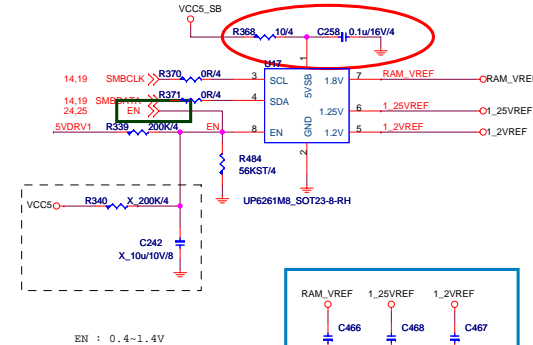 VCC5_SB
R368 10/4 C258 0.1u/16V/4
U17
1
14,19 SMBCLK R370 0R/4 3 SCL 5VSB 1.8V 7 RAM_VREF
14,19 SMBDATA R371 0R/4 4 SDA
24,25 EN 1.25V 6 1_25VREF 1_25VREF
5VDRV1 R339 200K/4 EN 8 EN GND 1.2V 5 1_2VREF 1_2VREF
2
R484
56KST/4
UP6261M8_SOT23-8-RH
VCC5 R340 X_200K/4
C242
X_10u/10V/8
RAM_VREF 1_25VREF 1_2VREF
C466 C468 C467
EN : 0.4~1.4V